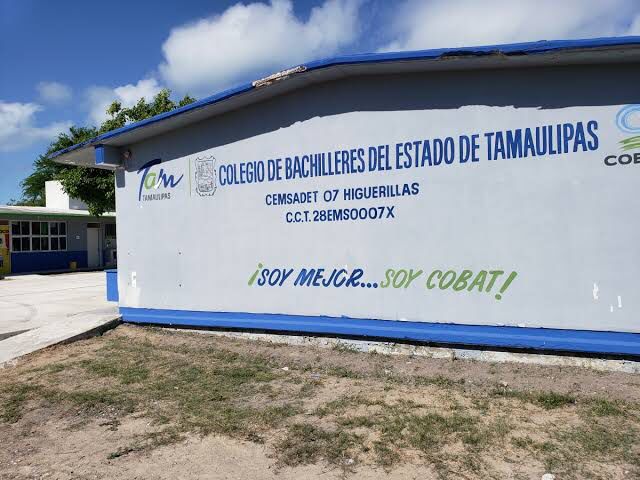 Tam
TAMAULIPAS
COLEGIO DE BACHILLERES DEL ESTADO DE TAMAULIPAS
CEMSADET 07 HIGUERILLAS
C.C.T. 28EMS0007X
COB
¡SOY MEJOR...SOY COBAT!